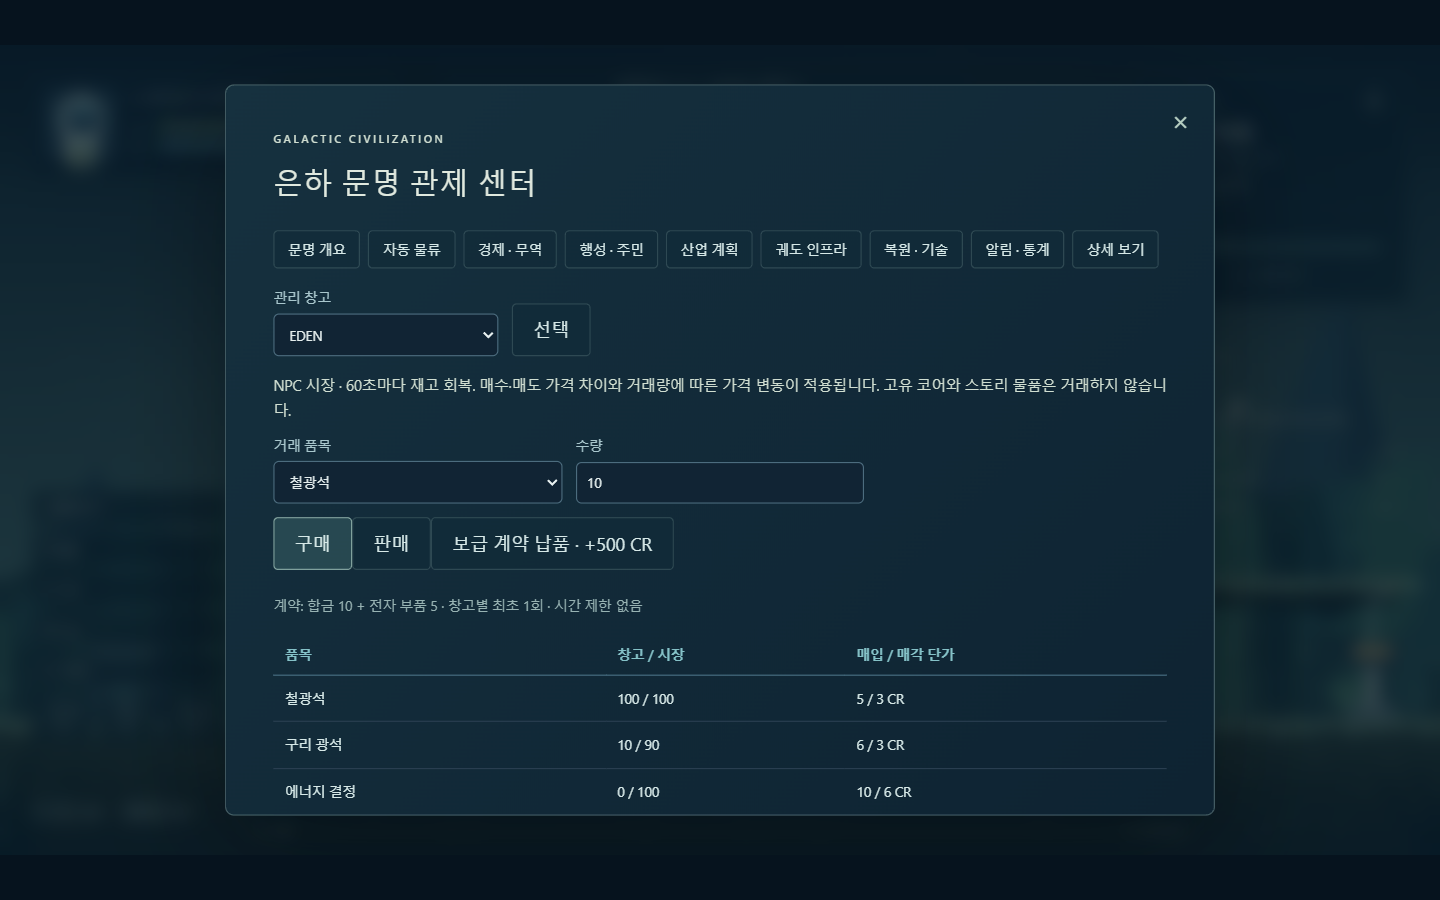 GALACTIC CIVILIZATION
은하 문명 관제 센터
문명 개요 자동 물류 경제 · 무역 행성 · 주민 산업 계획 궤도 인프라 복원 · 기술 알림 · 통계 상세 보기
관리 창고
EDEN 선택
NPC 시장 · 60초마다 재고 회복. 매수·매도 가격 차이와 거래량에 따른 가격 변동이 적용됩니다. 고유 코어와 스토리 물품은 거래하지 않습니
다.
거래 품목 수량
철광석 10
구매 판매 보급 계약 납품 · +500 CR
계약: 합금 10 + 전자 부품 5 · 창고별 최초 1회 · 시간 제한 없음
품목 창고 / 시장 매입 / 매각 단가
철광석 100 / 100 5 / 3 CR
구리 광석 10 / 90 6 / 3 CR
에너지 결정 0 / 100 10 / 6 CR